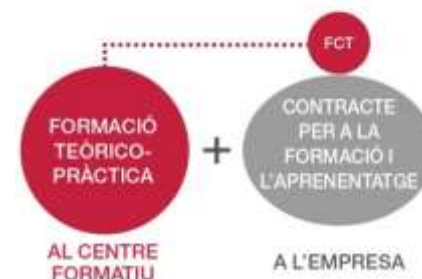 FCT
FORMACIÓ
TEÒRICO-
PRÀCTICA
+
CONTRACTE
PER A LA
FORMACIÓ I
L'APRENENTATGE
AL CENTRE
FORMATIU
A L'EMPRESA